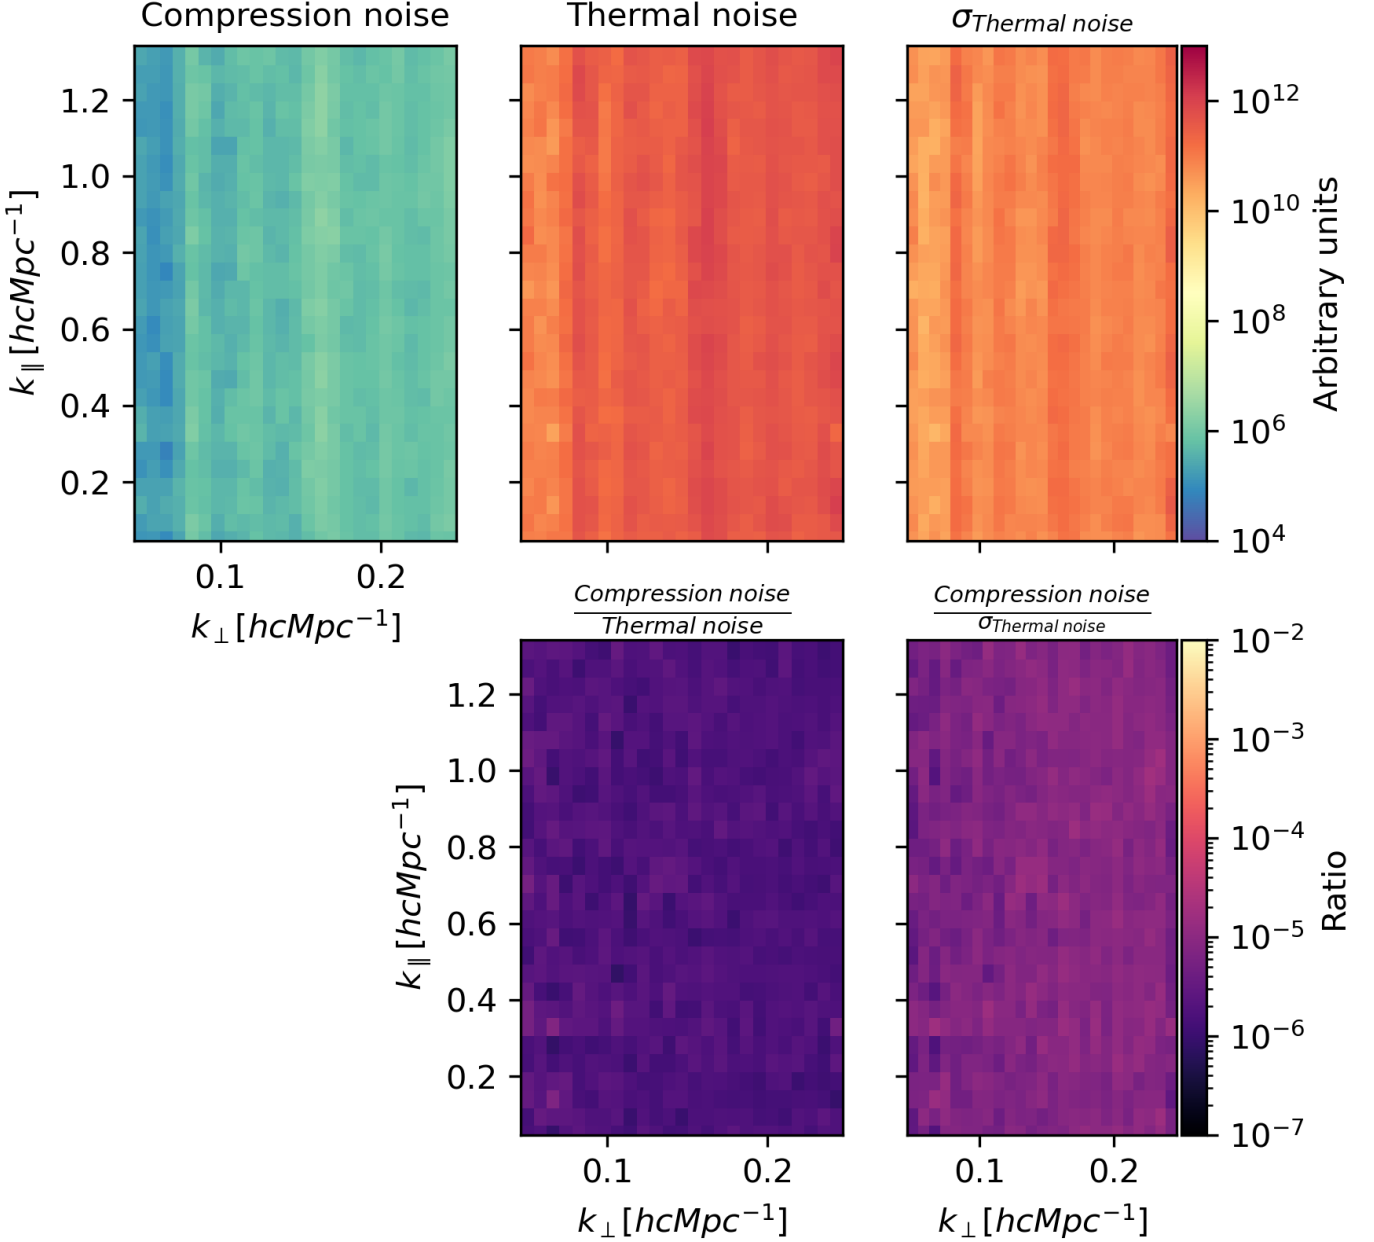 Compression noise
Thermal noise
σThermal noise
1.2
1.0
0.8
0.6
0.4
0.2
k∥[hcMpc⁻¹]
0.1
0.2
k⊥[hcMpc⁻¹]
10¹²
10¹⁰
10⁸
10⁶
10⁴
Arbitrary units
Compression noise
Thermal noise
Compression noise
σThermal noise
1.2
1.0
0.8
0.6
0.4
0.2
k∥[hcMpc⁻¹]
0.1
0.2
k⊥[hcMpc⁻¹]
0.1
0.2
k⊥[hcMpc⁻¹]
10⁻²
10⁻³
10⁻⁴
10⁻⁵
10⁻⁶
10⁻⁷
Ratio